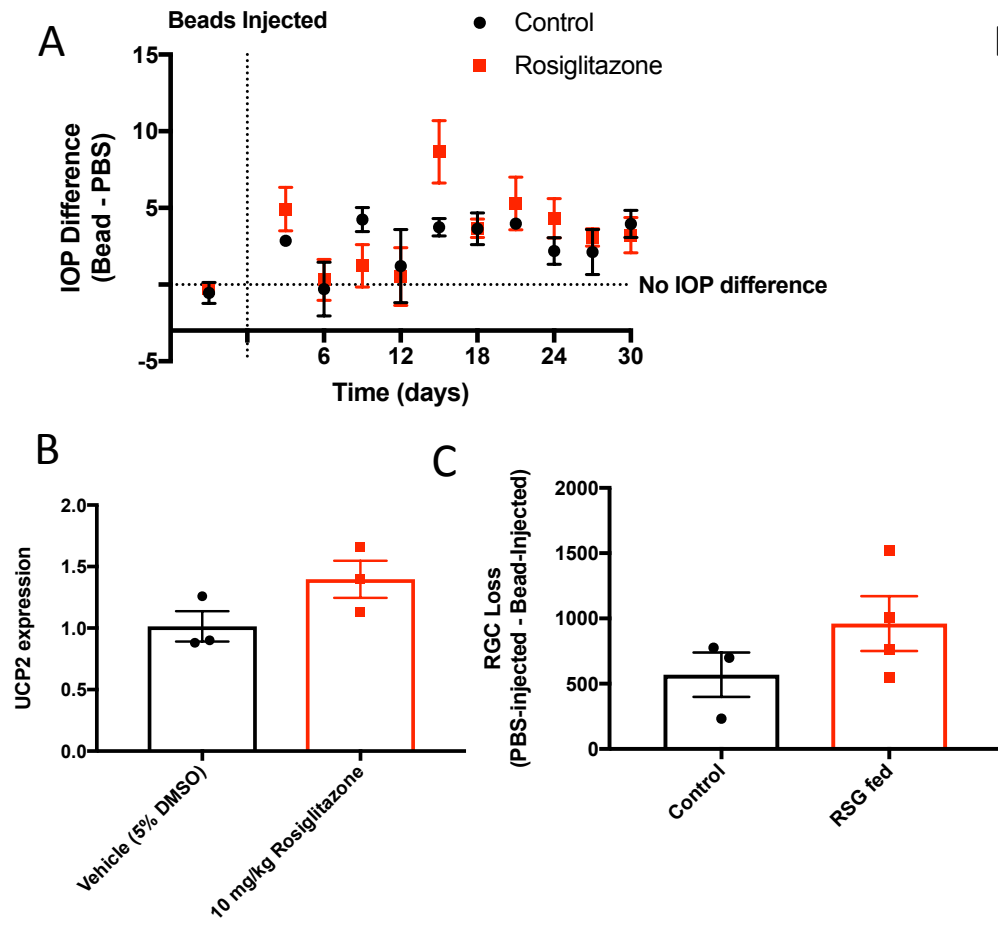 A
Beads Injected
Control
Rosiglitazone
IOP Difference
(Bead - PBS)
15
10
5
-5
No IOP difference
6
12
18
24
30
Time (days)
B
UCP2 expression
2.0
1.5
1.0
0.5
0.0
Vehicle (5% DMSO)
10 mg/kg Rosiglitazone
C
RGC Loss
(PBS-injected - Bead-Injected)
2000
1500
1000
500
0
Control
RSG fed